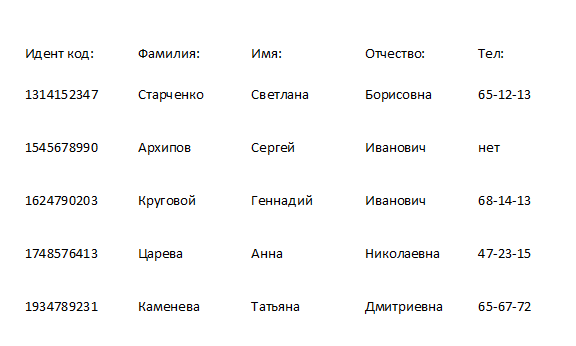 Идент код: Фамилия: Имя: Отчество: Тел:
1314152347 Старченко Светлана Борисовна 65-12-13
1545678990 Архипов Сергей Иванович нет
1624790203 Круговой Геннадий Иванович 68-14-13
1748576413 Царева Анна Николаевна 47-23-15
1934789231 Каменева Татьяна Дмитриевна 65-67-72